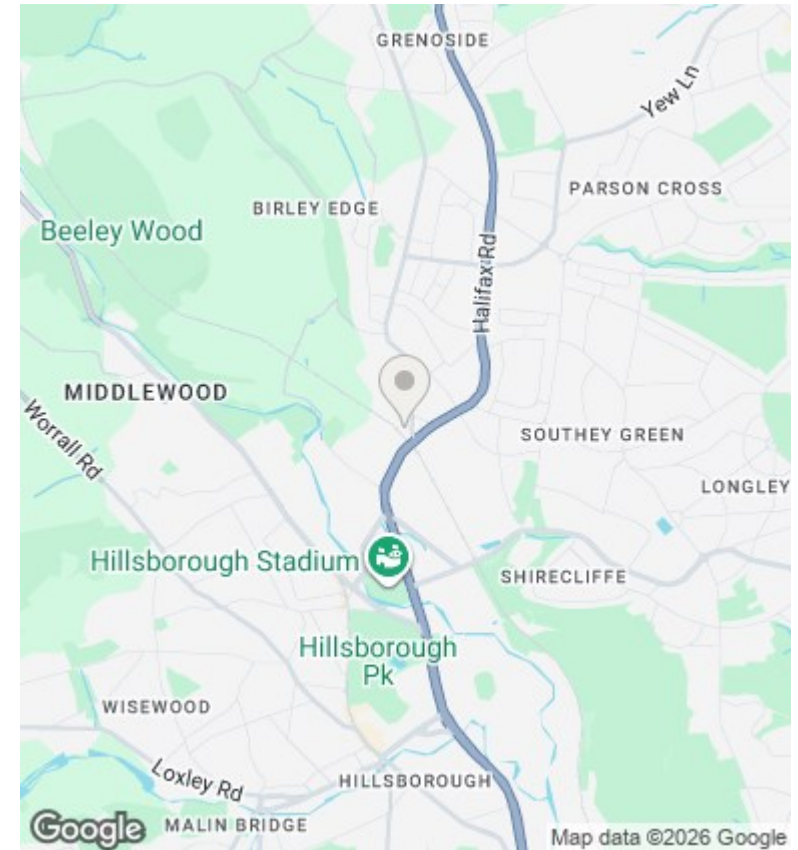 GRENOSIDE
Yew Ln
PARSON CROSS
BIRLEY EDGE
Beeley Wood
Halifax Rd
MIDDLEWOOD
Worrall Rd
SOUTHEY GREEN
LONGLEY
Hillsborough Stadium
SHIRECLIFFE
Hillsborough
Pk
WISEWOOD
Loxley Rd
HILLSBOROUGH
MALIN BRIDGE
Google
Map data ©2026 Google